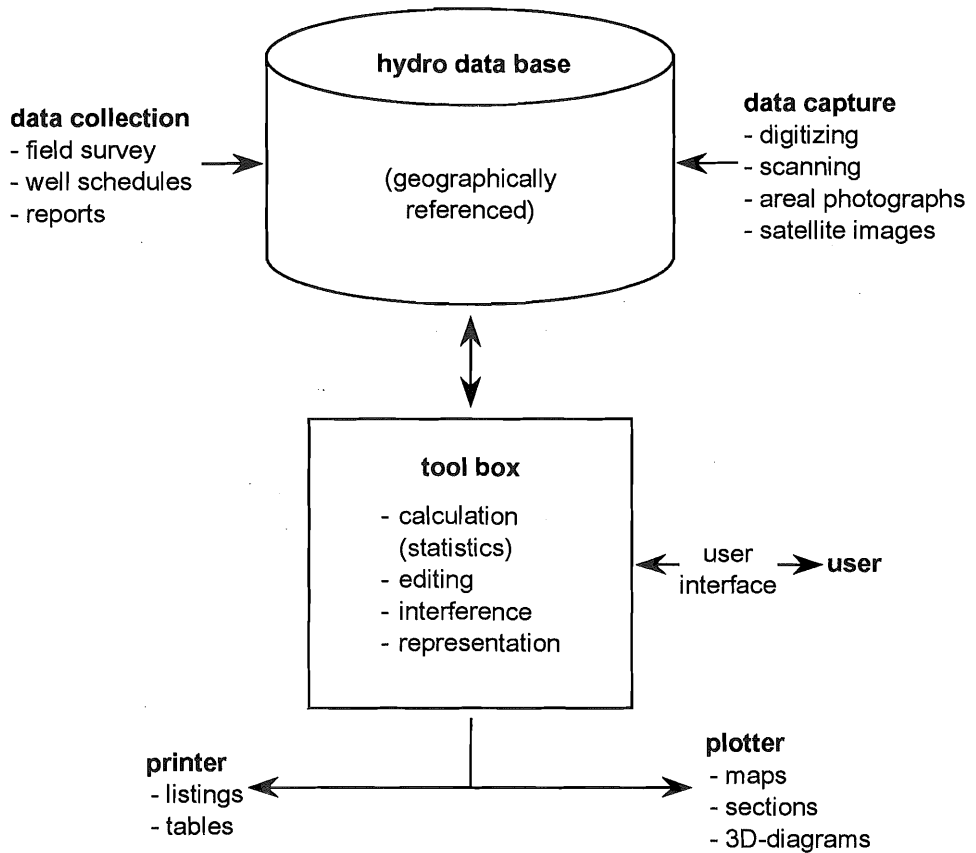 hydro data base
(geographically
referenced)
data collection
- field survey
- well schedules
- reports
data capture
- digitizing
- scanning
- areal photographs
- satellite images
tool box
- calculation
(statistics)
- editing
- interference
- representation
user
interface
user
printer
- listings
- tables
plotter
- maps
- sections
- 3D-diagrams